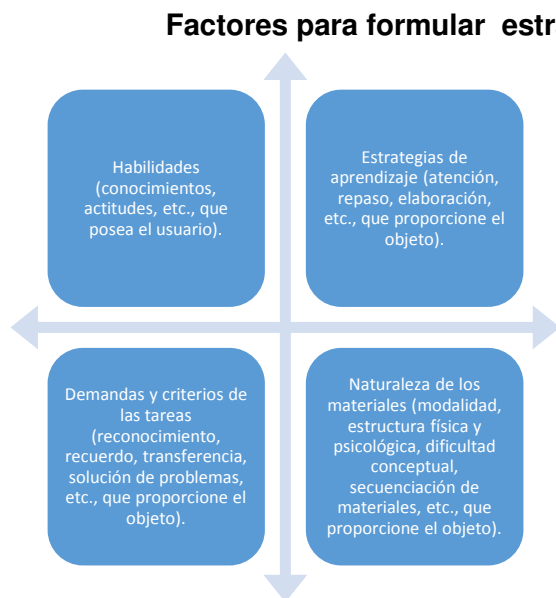 Factores para formular estr
Habilidades
(conocimientos,
actitudes, etc., que
posea el usuario).
Estrategias de
aprendizaje (atención,
repaso, elaboración,
etc., que proporcione el
objeto).
Demandas y criterios de
las tareas
(reconocimiento,
recuerdo, transferencia,
solución de problemas,
etc., que proporcione el
objeto).
Naturaleza de los
materiales (modalidad,
estructura física y
psicológica, dificultad
conceptual,
secuenciación de
materiales, etc., que
proporcione el objeto).